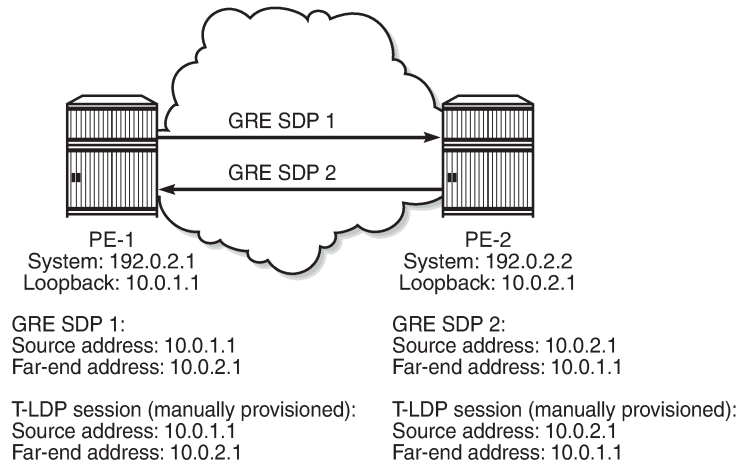 GRE SDP 1
GRE SDP 2
PE-1
System: 192.0.2.1
Loopback: 10.0.1.1
PE-2
System: 192.0.2.2
Loopback: 10.0.2.1
GRE SDP 1:
Source address: 10.0.1.1
Far-end address: 10.0.2.1
T-LDP session (manually provisioned):
Source address: 10.0.1.1
Far-end address: 10.0.2.1
GRE SDP 2:
Source address: 10.0.2.1
Far-end address: 10.0.1.1
T-LDP session (manually provisioned):
Source address: 10.0.2.1
Far-end address: 10.0.1.1